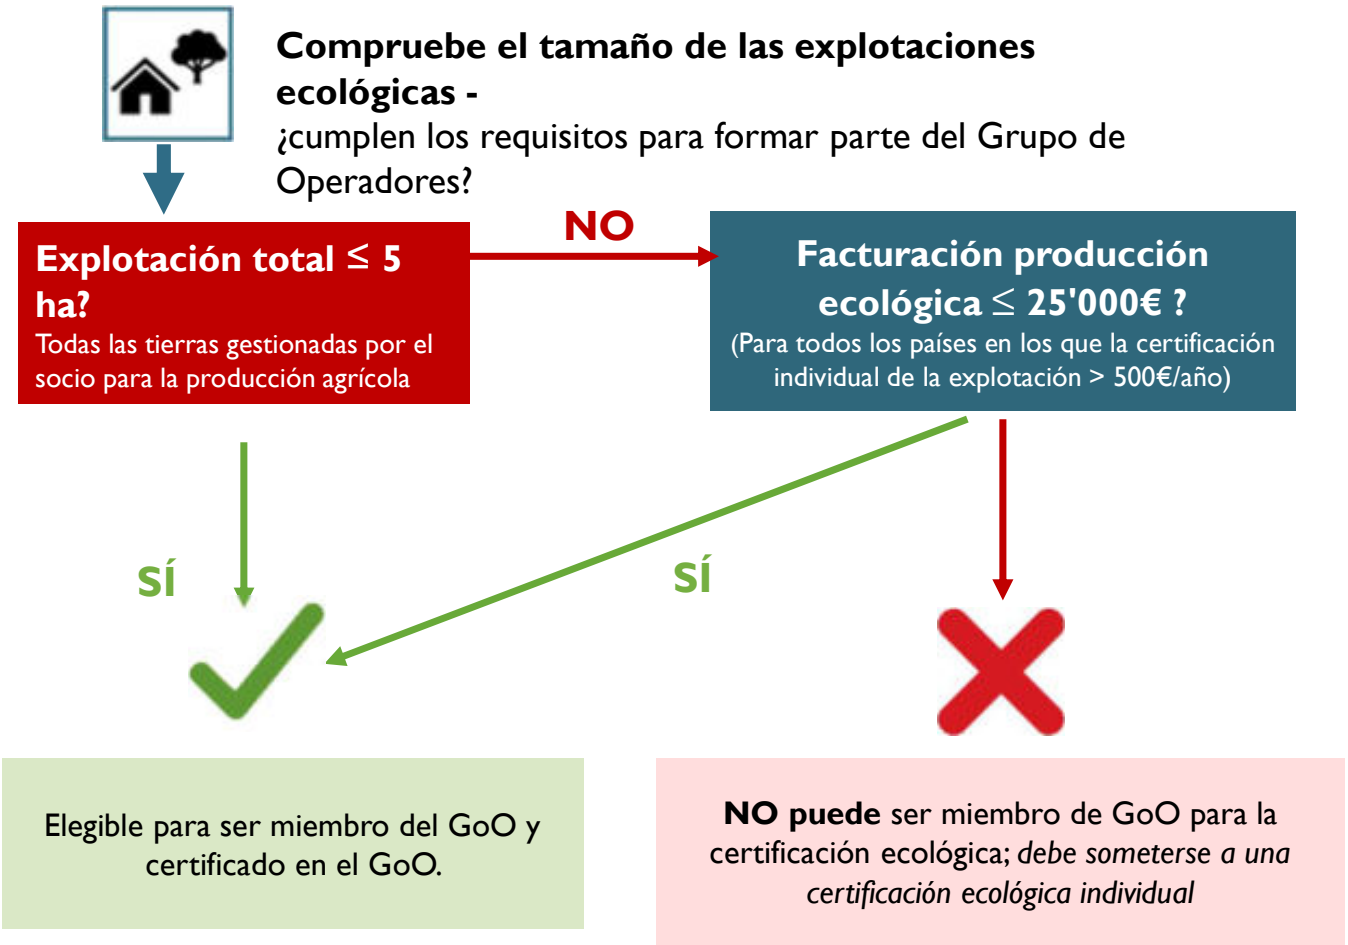 Compruebe el tamaño de las explotaciones
ecológicas -
¿cumplen los requisitos para formar parte del Grupo de
Operadores?
NO
Explotación total ≤ 5
ha?
Todas las tierras gestionadas por el
socio para la producción agrícola
Facturación producción
ecológica ≤ 25'000€ ?
(Para todos los países en los que la certificación
individual de la explotación > 500€/año)
SÍ
SÍ
Elegible para ser miembro del GoO y
certificado en el GoO.
NO puede ser miembro de GoO para la
certificación ecológica; debe someterse a una
certificación ecológica individual